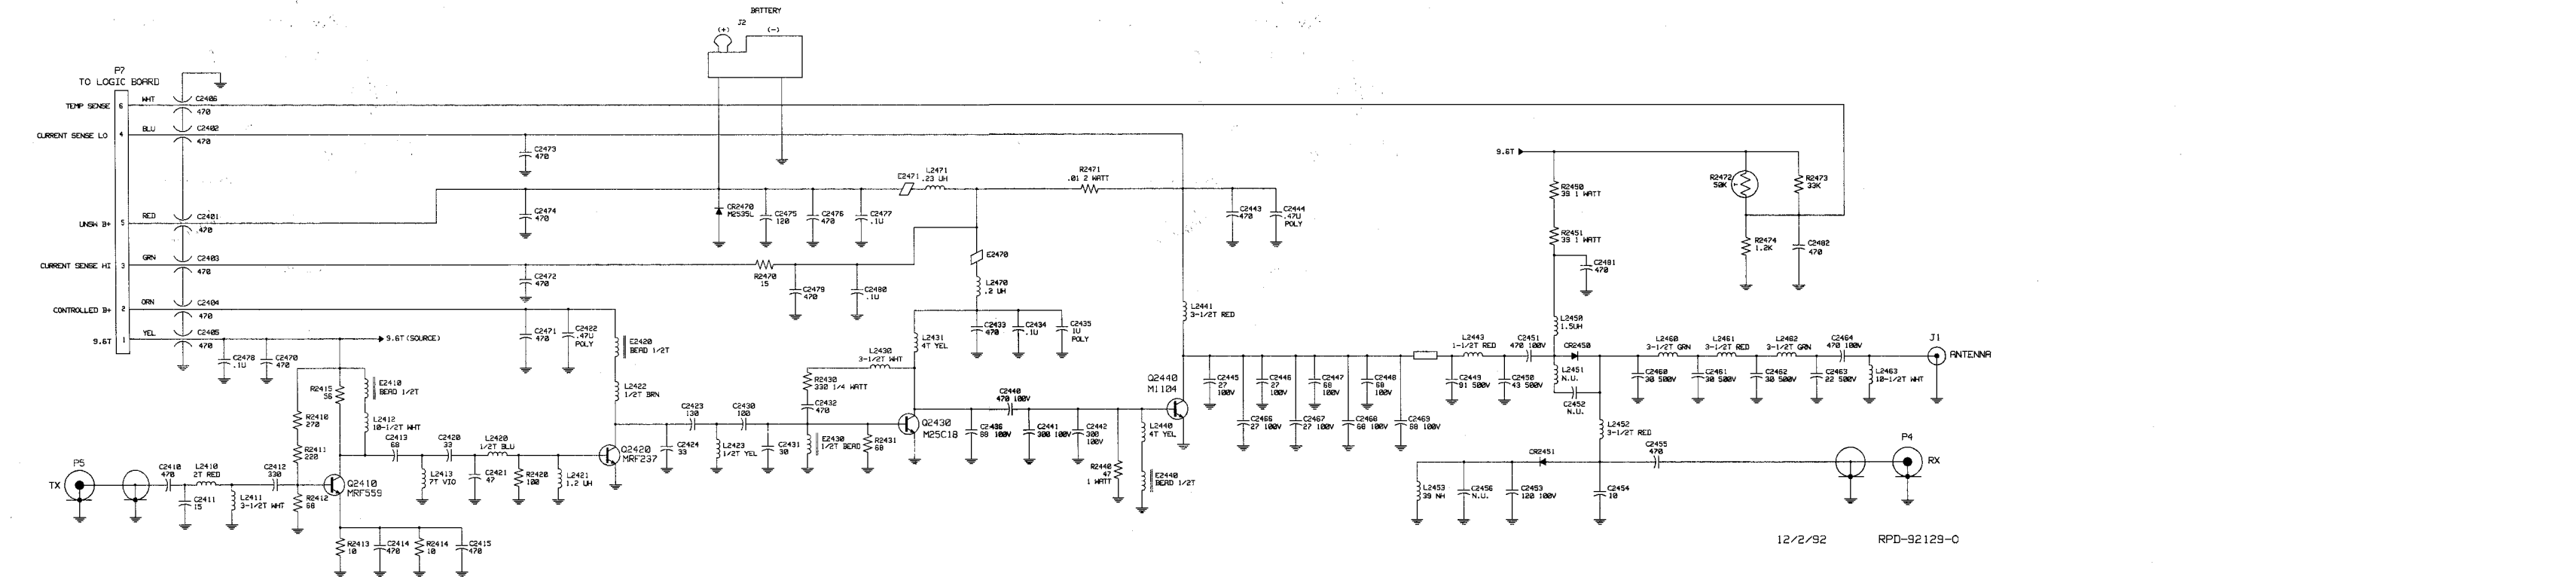 BATTERY
J2
(+)
(-)
P7
TO LOGIC BOARD
TEMP SENSE
6
WHT
C2406
470
CURRENT SENSE LO
4
BLU
C2402
470
C2473
470
UNSW B+
5
RED
C2401
.470
C2474
470
CR2470
M2535L
C2475
120
C2476
470
C2477
.1U
E2471
L2471
.23 UH
R2471
.01 2 WATT
C2443
470
C2444
.47U
POLY
CURRENT SENSE HI
3
GRN
C2403
470
C2472
470
R2470
15
C2479
470
C2480
.1U
E2470
L2470
.2 UH
CONTROLLED B+
2
ORN
C2404
470
C2471
470
C2422
.47U
POLY
9.6T
1
YEL
C2405
470
9.6T (SOURCE)
C2478
.1U
C2470
470
E2420
BEAD 1/2T
L2422
1/2T BRN
L2431
4T YEL
C2433
470
C2434
.1U
C2435
1U
POLY
L2430
3-1/2T WHT
R2430
330 1/4 WATT
C2432
470
L2441
3-1/2T RED
R2415
56
E2410
BEAD 1/2T
R2410
270
L2412
10-1/2T WHT
R2411
220
C2413
68
C2420
33
L2420
1/2T BLU
L2413
7T VIO
C2421
47
R2420
100
L2421
1.2 UH
Q2420
MRF237
C2423
130
C2430
100
C2424
33
L2423
1/2T YEL
C2431
30
E2430
1/2T BEAD
R2431
68
Q2430
M25C18
C2440
470 100V
C2436
68 100V
C2441
300 100V
C2442
300
100V
R2440
47
1 WATT
L2440
4T YEL
E2440
BEAD 1/2T
Q2440
M1104
P5
TX
C2410
470
L2410
2T RED
C2411
15
L2411
3-1/2T WHT
C2412
330
R2412
68
Q2410
MRF559
R2413
10
C2414
470
R2414
10
C2415
470
C2445
27
100V
C2446
27
100V
C2447
68
100V
C2448
68
100V
C2466
27 100V
C2467
27 100V
C2468
68 100V
C2469
68 100V
C2449
91 500V
L2443
1-1/2T RED
C2450
43 500V
C2451
470 100V
9.6T
R2450
39 1 WATT
R2451
39 1 WATT
C2481
470
L2450
1.5UH
CR2450
L2451
N.U.
C2452
N.U.
L2452
3-1/2T RED
R2472
50K
R2473
33K
R2474
1.2K
C2482
470
L2460
3-1/2T GRN
L2461
3-1/2T RED
L2462
3-1/2T GRN
C2464
470 100V
C2460
30 500V
C2461
30 500V
C2462
30 500V
C2463
22 500V
L2463
10-1/2T WHT
J1
ANTENNA
C2455
470
CR2451
P4
RX
L2453
39 NH
C2456
N.U.
C2453
120 100V
C2454
10
12/2/92
RPD-92129-O